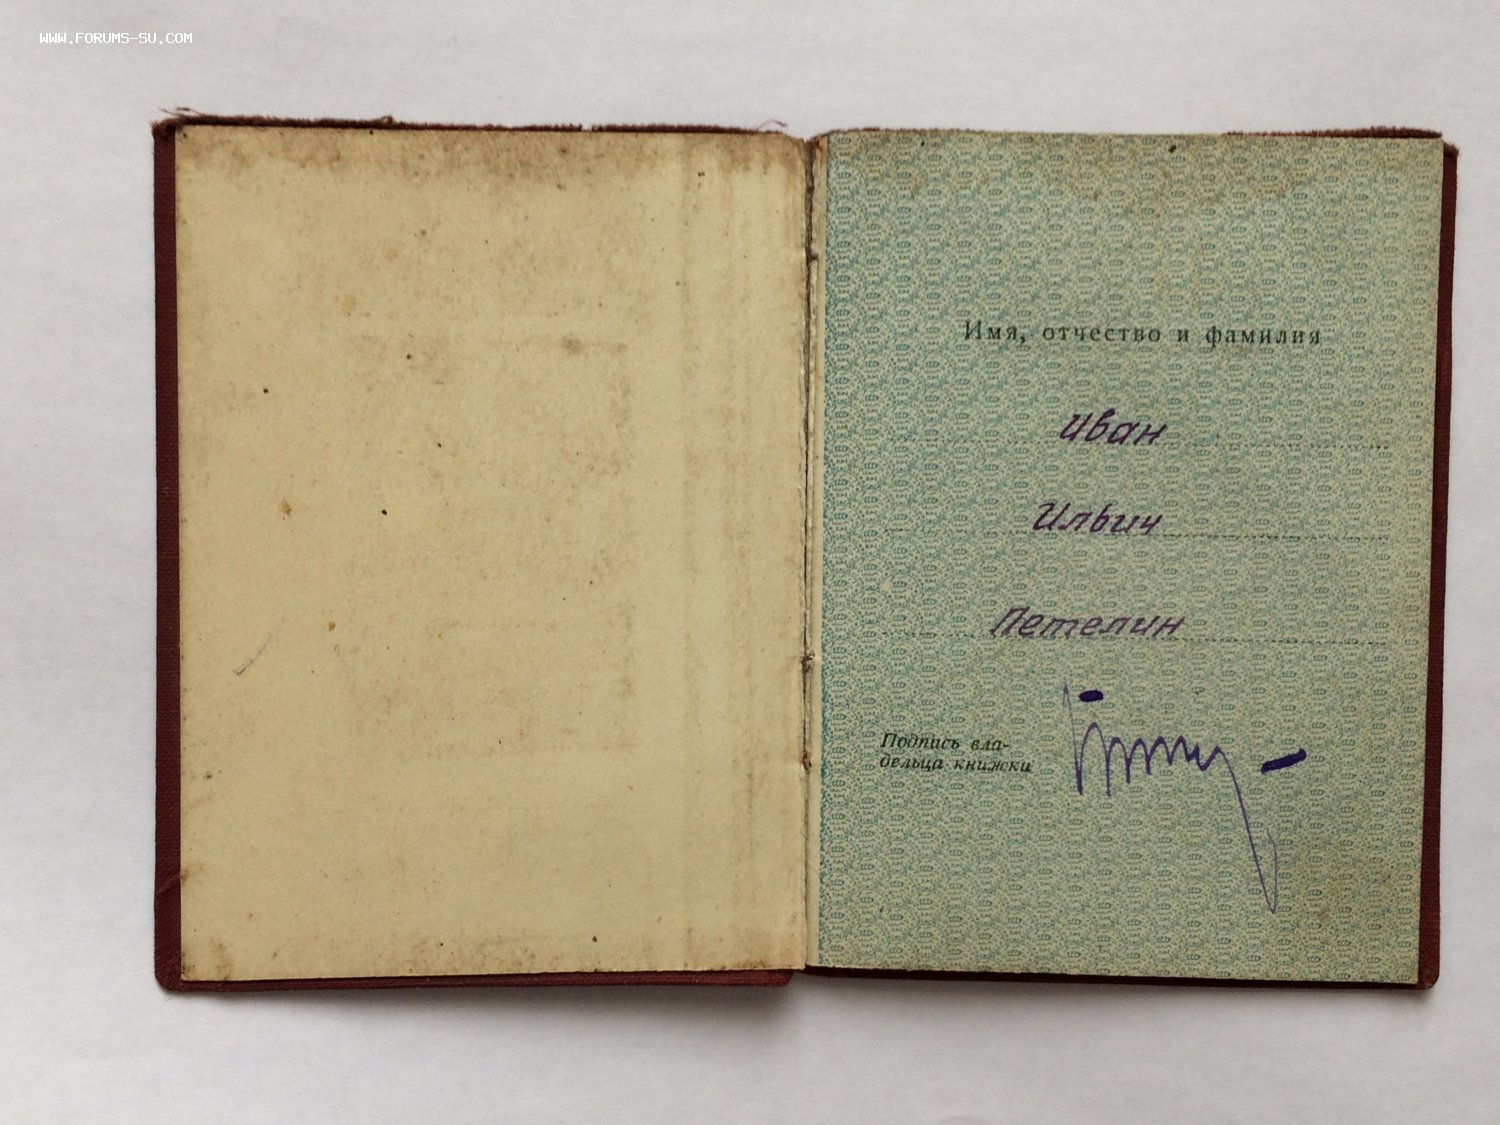 WWW.FORUMS-SU.COM
Имя, отчество и фамилия
Иван
Ильич
Петелин
Подпись вла-
дельца книжки